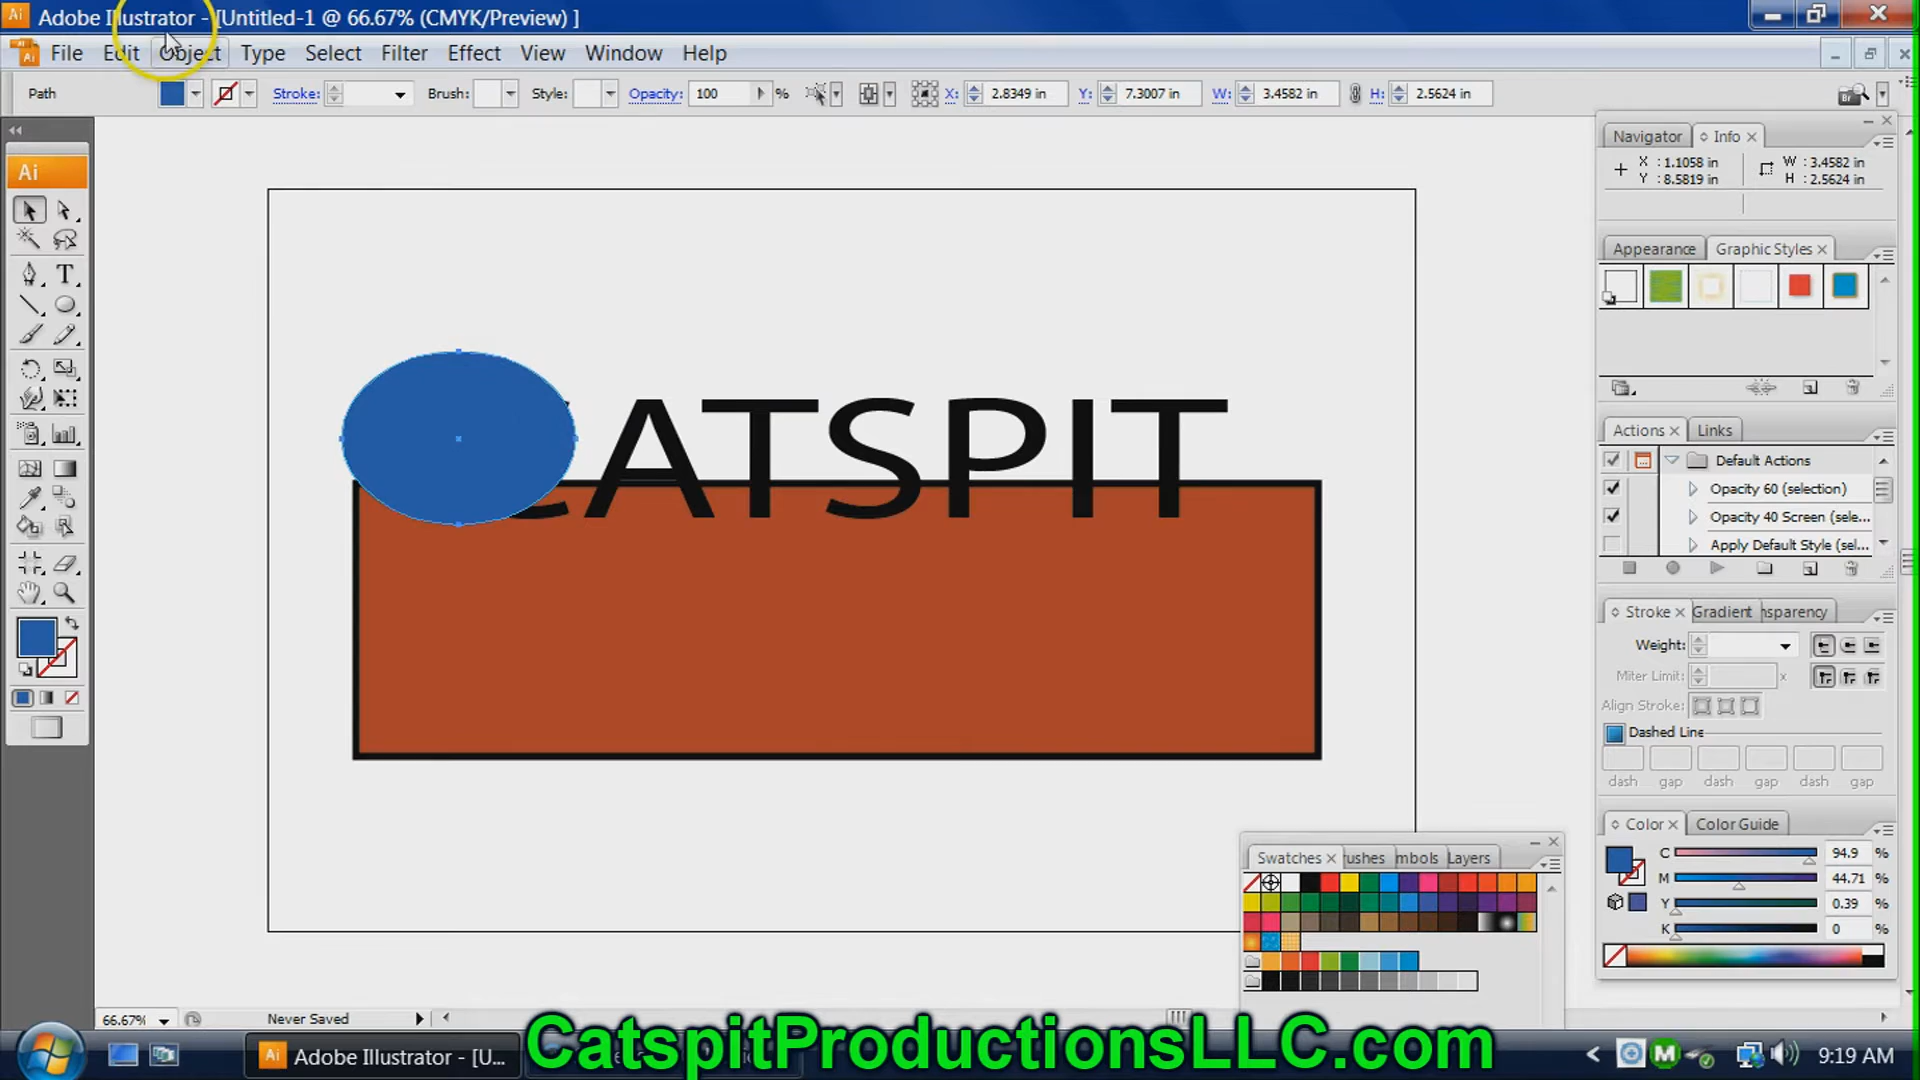 Adobe Illustrator - [Untitled-1 @ 66.67% (CMYK/Preview) ]
File Edit Object Type Select Filter Effect View Window Help
Path Stroke: Brush: Style: Opacity: 100 % X: 2.8349 in Y: 7.3007 in W: 3.4582 in H: 2.5624 in
Navigator Info
X : 1.1058 in
Y : 8.5819 in
W : 3.4582 in
H : 2.5624 in
Ai
Appearance Graphic Styles
CATSPIT
Actions Links
Default Actions
Opacity 60 (selection)
Opacity 40 Screen (sele...
Apply Default Style (sel...
Stroke Gradient nsparency
Weight:
Miter Limit: x
Align Stroke:
Dashed Line
dash gap dash gap dash gap
Color Color Guide
C 94.9 %
M 44.71 %
Y 0.39 %
K 0 %
Swatches rushes mbols Layers
66.67% Never Saved
Adobe Illustrator - [U...
CatspitProductionsLLC.com
9:19 AM